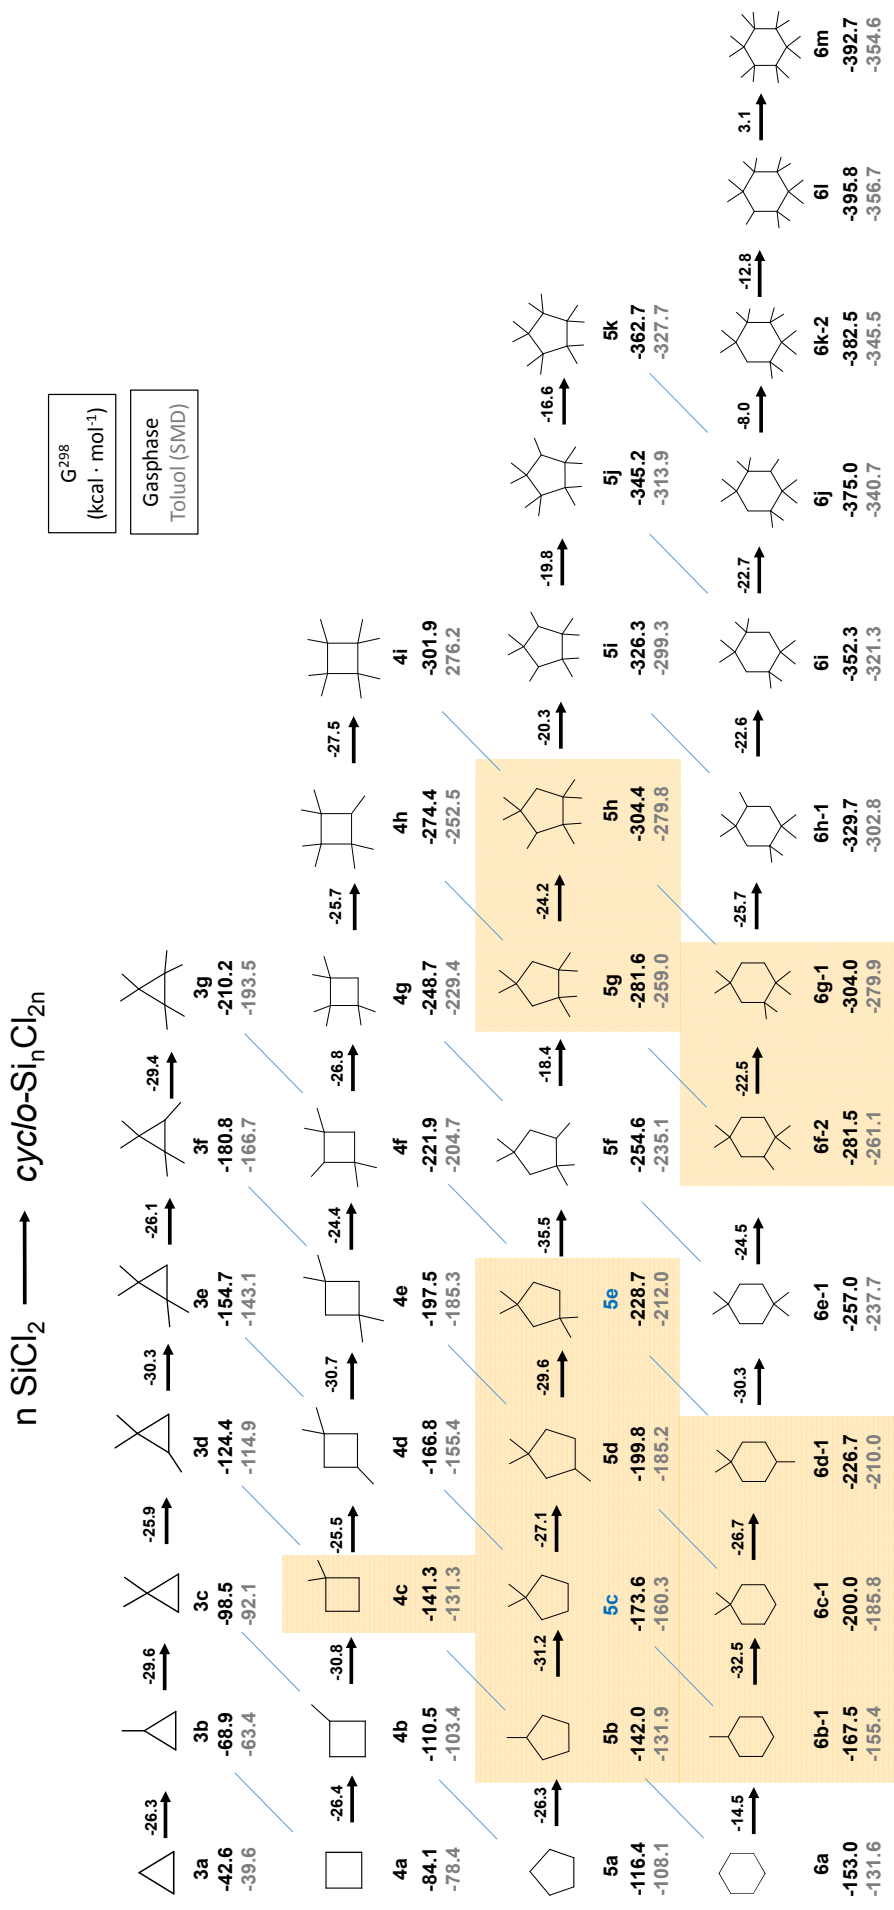 n SiCl₂ ⟶ cyclo-SiₙCl₂ₙ
G²⁹⁸
(kcal · mol⁻¹)
Gasphase
Toluol (SMD)
-26.3
-29.6
-25.9
-30.3
-26.1
-29.4
3a
3b
3c
3d
3e
3f
3g
-42.6
-68.9
-98.5
-124.4
-154.7
-180.8
-210.2
-39.6
-63.4
-92.1
-114.9
-143.1
-166.7
-193.5
-26.4
-30.8
-25.5
-30.7
-24.4
-26.8
-25.7
-27.5
4a
4b
4c
4d
4e
4f
4g
4h
4i
-84.1
-110.5
-141.3
-166.8
-197.5
-221.9
-248.7
-274.4
-301.9
-78.4
-103.4
-131.3
-155.4
-185.3
-204.7
-229.4
-252.5
276.2
-26.3
-31.2
-27.1
-29.6
-35.5
-18.4
-24.2
-20.3
-19.8
-16.6
5a
5b
5c
5d
5e
5f
5g
5h
5i
5j
5k
-116.4
-142.0
-173.6
-199.8
-228.7
-254.6
-281.6
-304.4
-326.3
-345.2
-362.7
-108.1
-131.9
-160.3
-185.2
-212.0
-235.1
-259.0
-279.8
-299.3
-313.9
-327.7
-14.5
-32.5
-26.7
-30.3
-24.5
-22.5
-25.7
-22.6
-22.7
-8.0
-12.8
3.1
6a
6b-1
6c-1
6d-1
6e-1
6f-2
6g-1
6h-1
6i
6j
6k-2
6l
6m
-153.0
-167.5
-200.0
-226.7
-257.0
-281.5
-304.0
-329.7
-352.3
-375.0
-382.5
-395.8
-392.7
-131.6
-155.4
-185.8
-210.0
-237.7
-261.1
-279.9
-302.8
-321.3
-340.7
-345.5
-356.7
-354.6